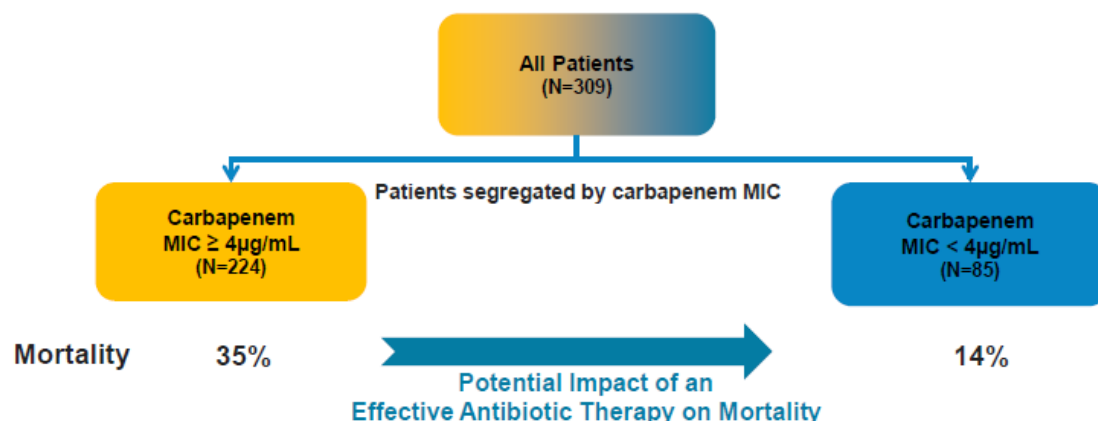 All Patients
(N=309)
Patients segregated by carbapenem MIC
Carbapenem
MIC ≥ 4µg/mL
(N=224)
Carbapenem
MIC < 4µg/mL
(N=85)
Mortality 35% 14%
Potential Impact of an
Effective Antibiotic Therapy on Mortality